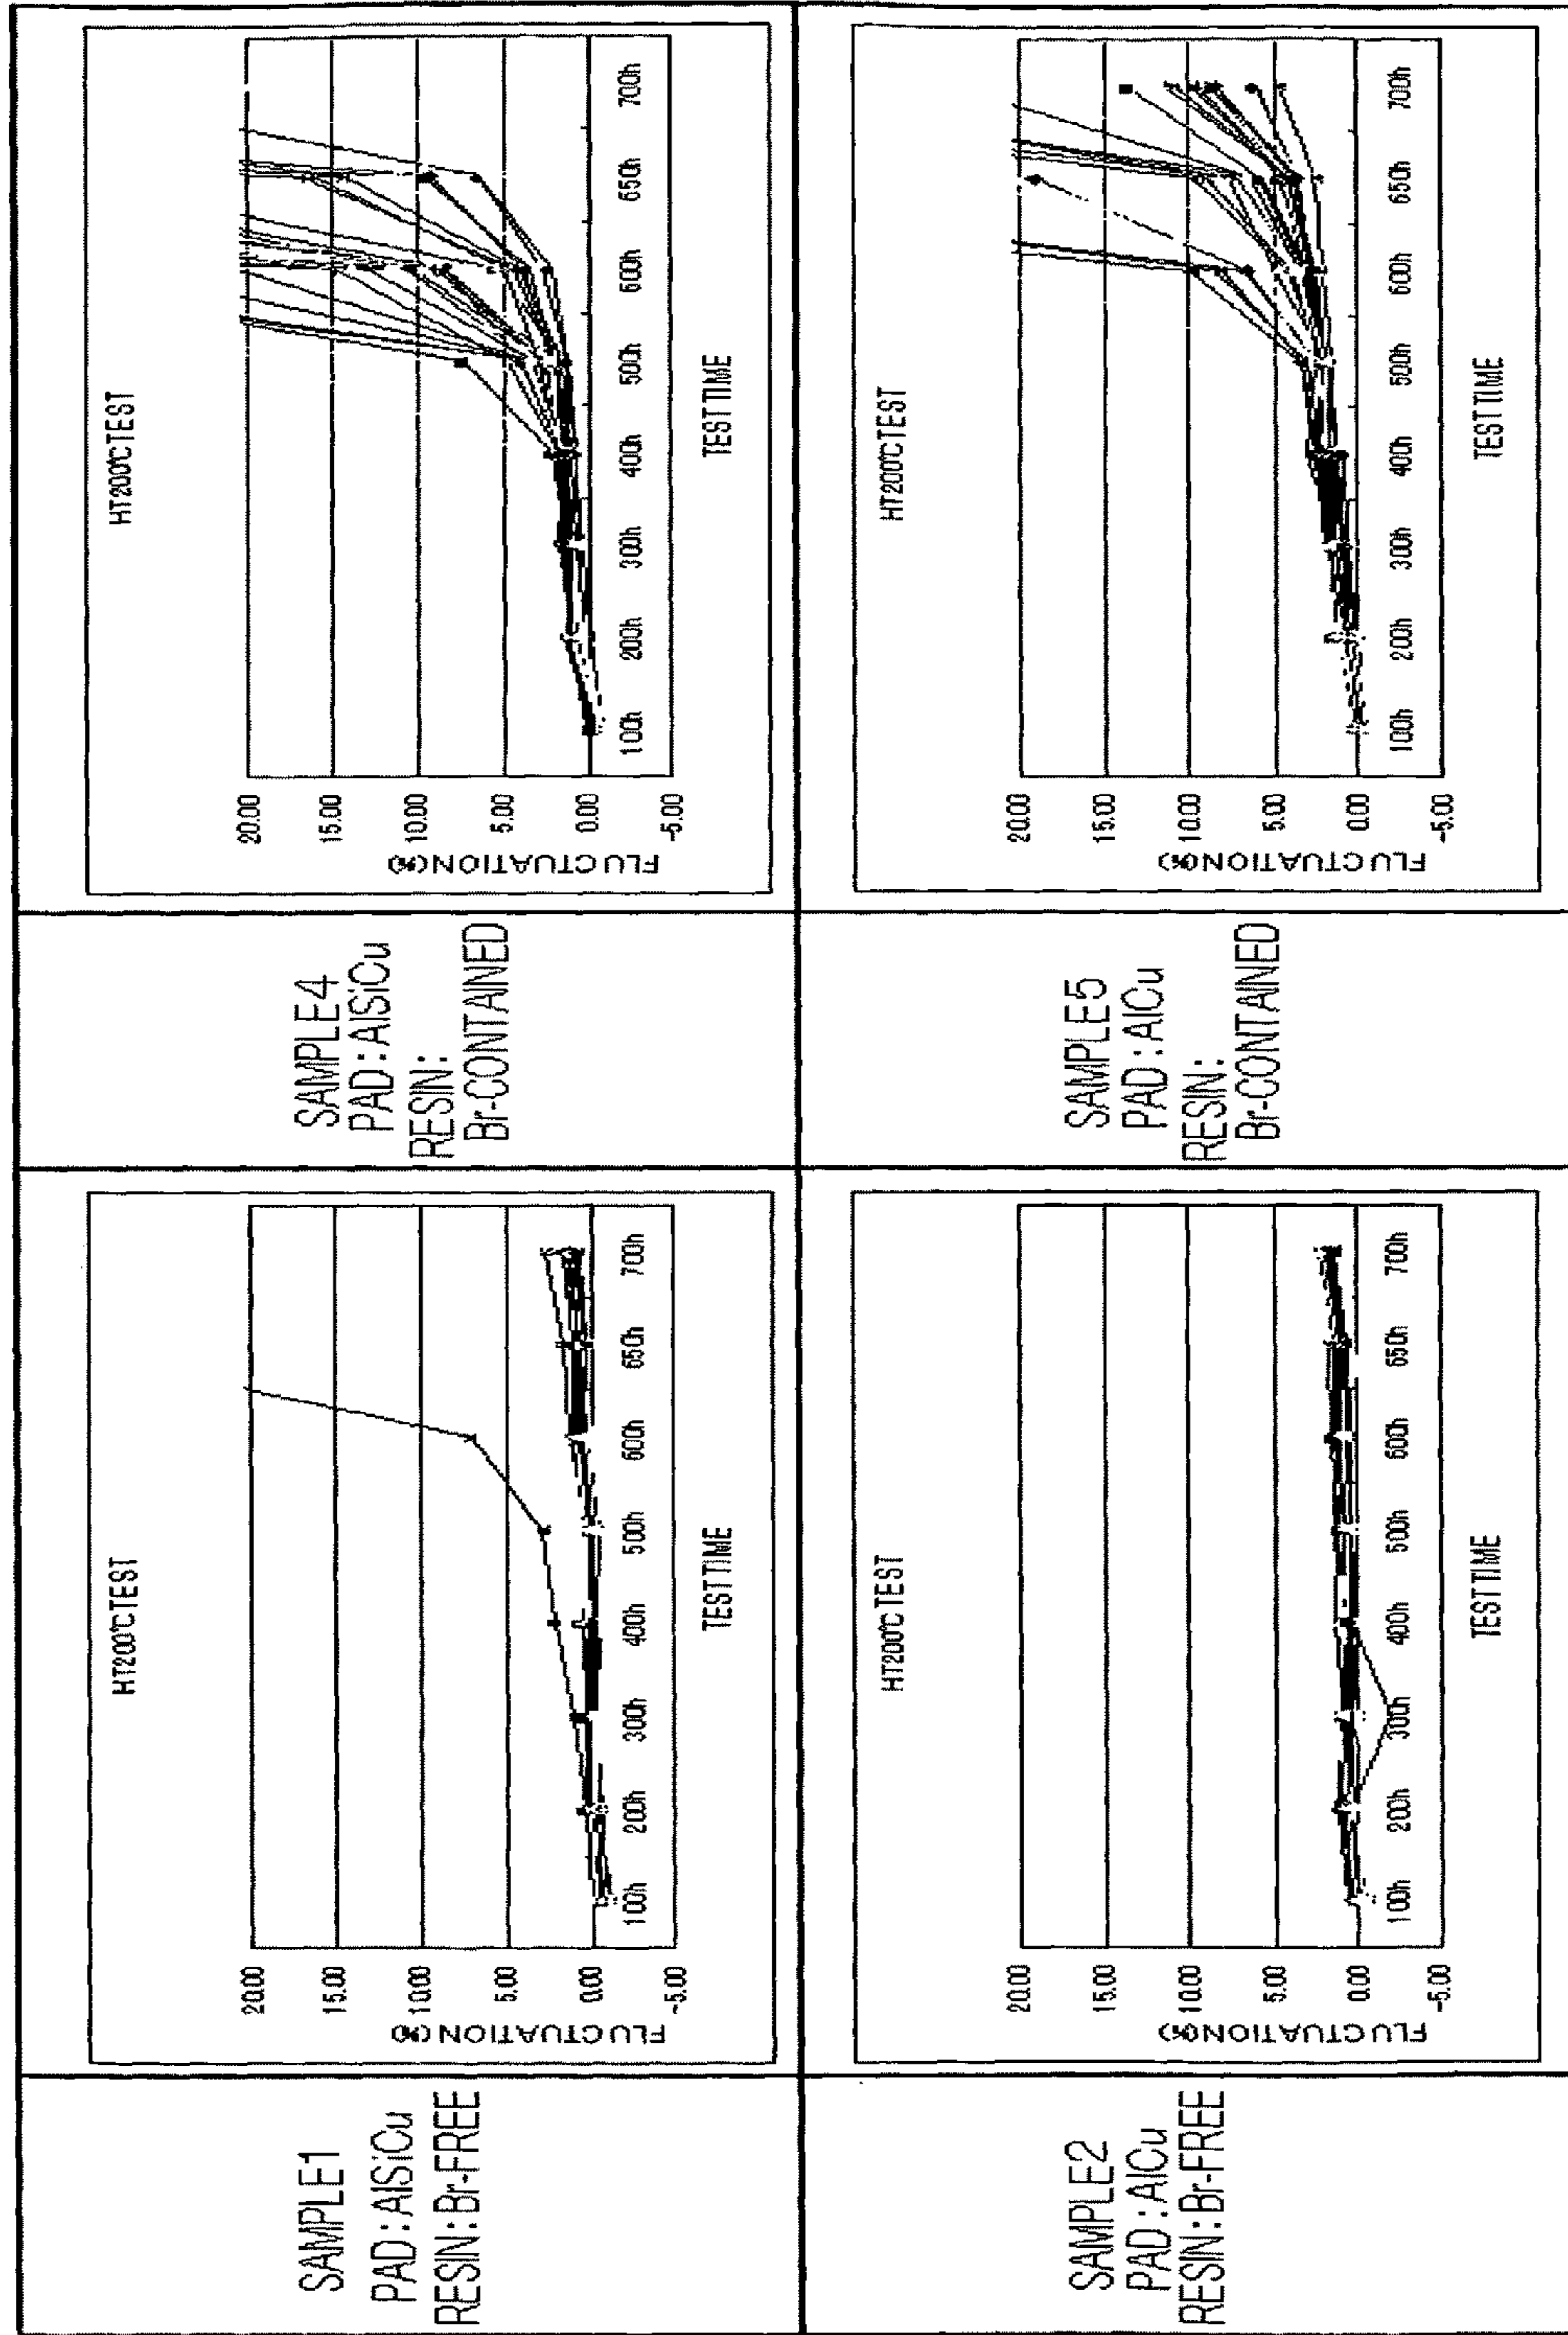 SAMPLE1
PAD:AlSiCu
RESIN:Br-FREE
HT200℃TEST
FLUCTUATION(%)
20.00
15.00
10.00
5.00
0.00
-5.00
100h 200h 300h 400h 500h 600h 650h 700h
TEST TIME
SAMPLE4
PAD:AlSiCu
RESIN:
Br-CONTAINED
HT200℃TEST
FLUCTUATION(%)
20.00
15.00
10.00
5.00
0.00
-5.00
100h 200h 300h 400h 500h 600h 650h 700h
TEST TIME
SAMPLE2
PAD:AlCu
RESIN:Br-FREE
HT200℃TEST
FLUCTUATION(%)
20.00
15.00
10.00
5.00
0.00
-5.00
100h 200h 300h 400h 500h 600h 650h 700h
TEST TIME
SAMPLE5
PAD:AlCu
RESIN:
Br-CONTAINED
HT200℃TEST
FLUCTUATION(%)
20.00
15.00
10.00
5.00
0.00
-5.00
100h 200h 300h 400h 500h 600h 650h 700h
TEST TIME